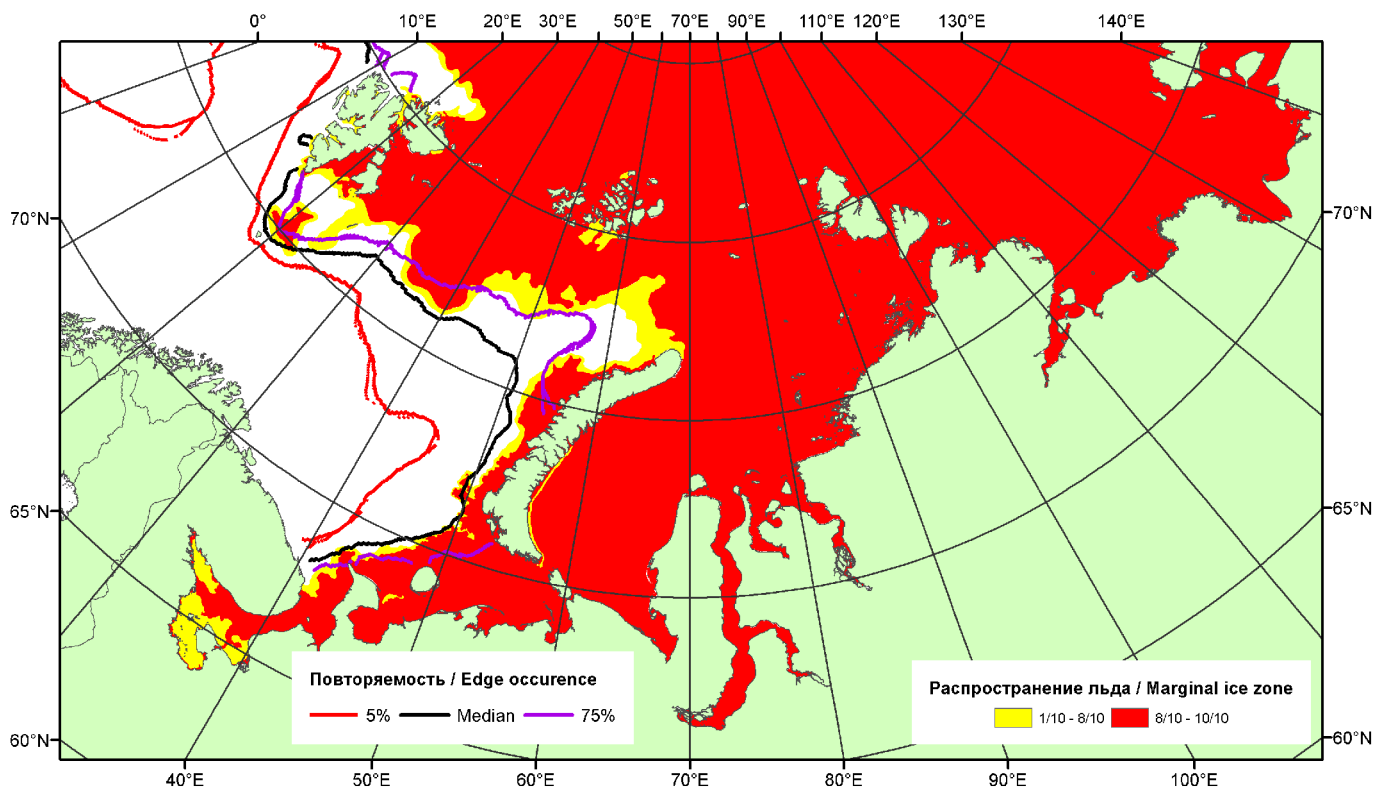 0° 10°E 20°E 30°E 50°E 70°E 90°E 110°E 120°E 130°E 140°E
70°N 70°N
65°N 65°N
60°N 60°N
Повторяемость / Edge occurence
5% Median 75%
Распространение льда / Marginal ice zone
1/10 - 8/10 8/10 - 10/10
40°E 50°E 60°E 70°E 80°E 90°E 100°E